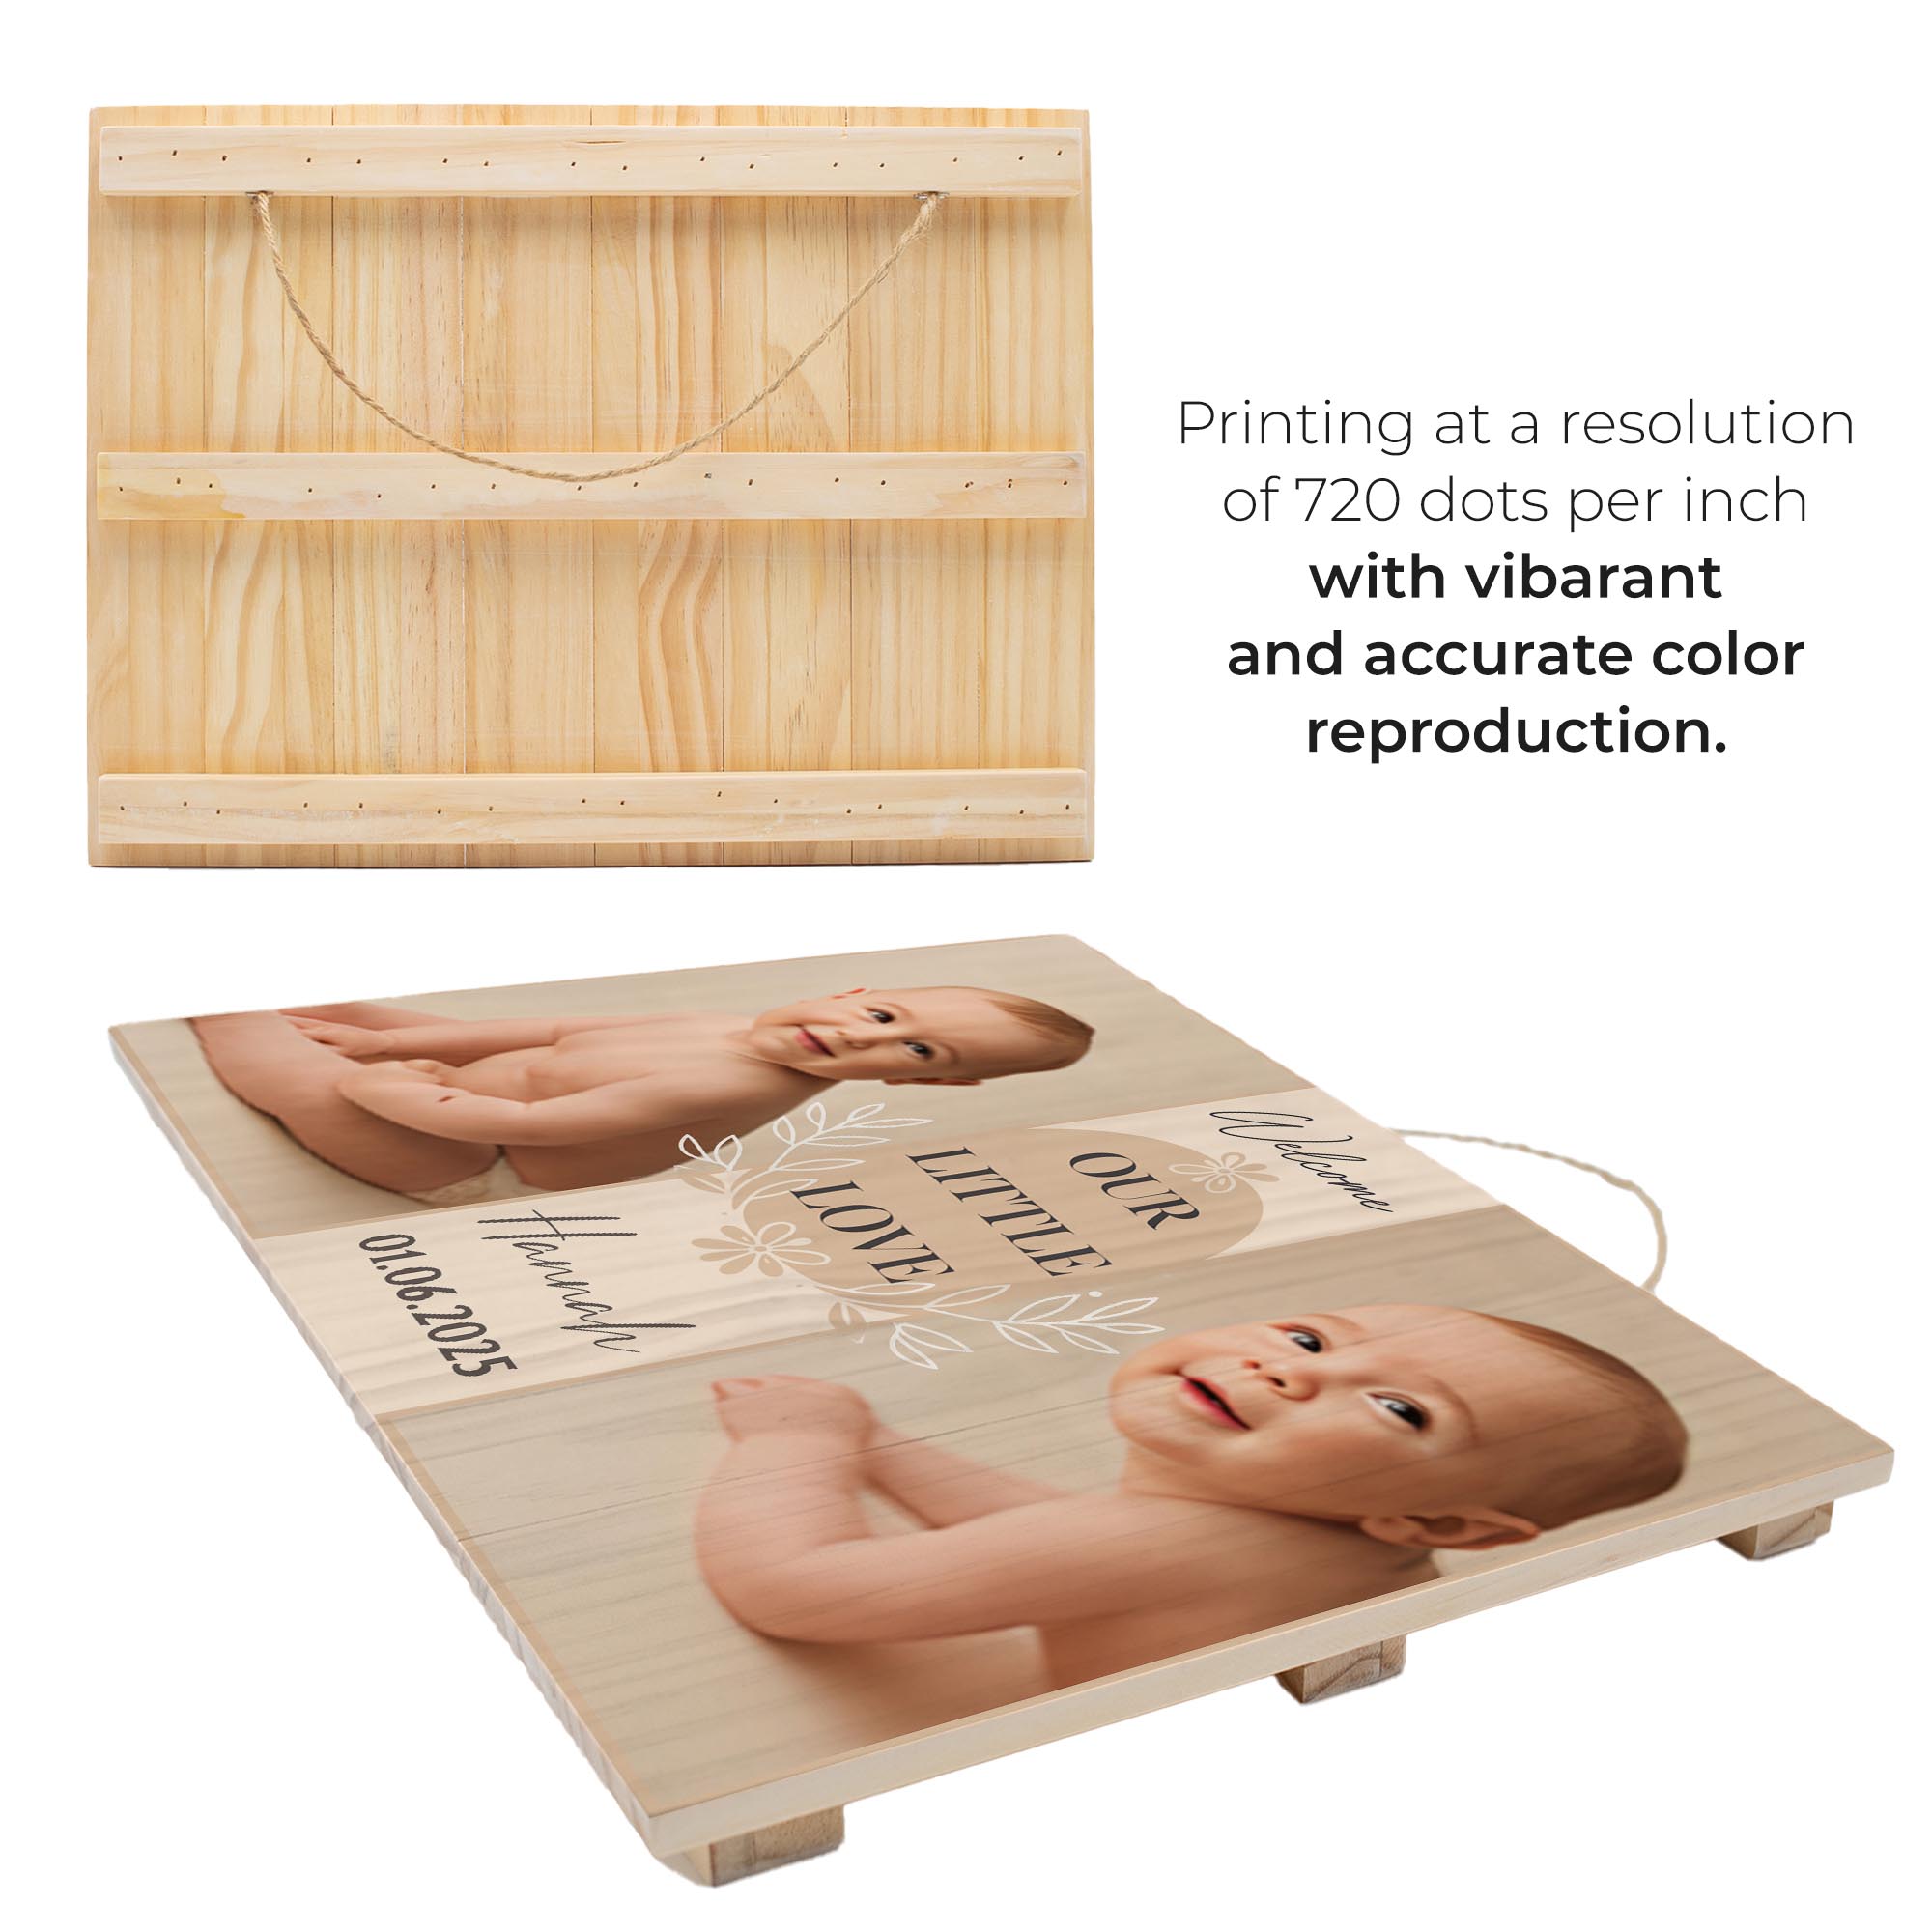 Printing at a resolution
of 720 dots per inch
with vibarant
and accurate color
reproduction.
Welcome
OUR
LITTLE
LOVE
Hannah
01.06.2025